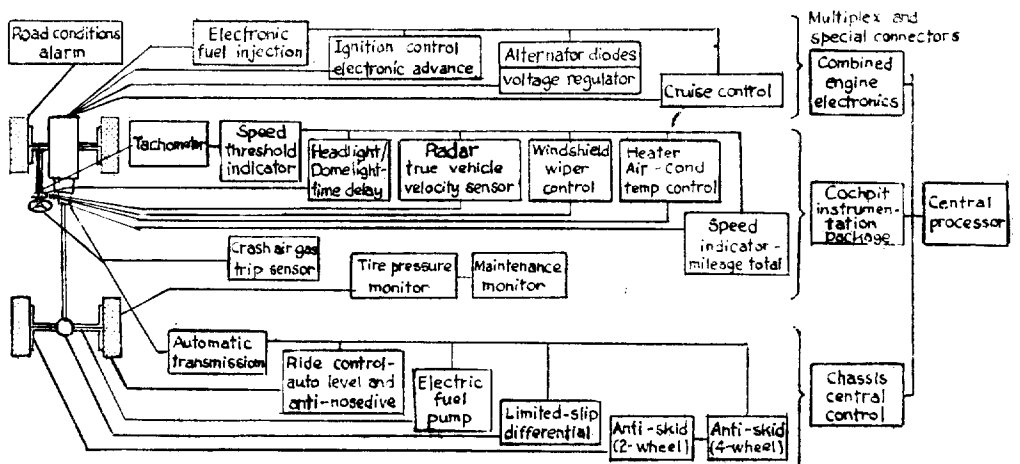 Road conditions
alarm
Electronic
fuel injection
Ignition control
electronic advance
Alternator diodes
voltage regulator
Cruise control
Multiplex and
special connectors
Combined
engine
electronics
Tachometer
Speed
threshold
indicator
Headlight/
Domelight-
time delay
Radar
true vehicle
velocity sensor
Windshield
wiper
control
Heater
Air-Cond
temp control
Speed
indicator-
mileage total
Cockpit
instrumen-
tation
package
Central
processor
Crash air gas
trip sensor
Tire pressure
monitor
Maintenance
monitor
Automatic
transmission
Ride control-
auto level and
anti-nosedive
Electric
fuel
pump
Limited-slip
differential
Anti-skid
(2-wheel)
Anti-skid
(4-wheel)
Chassis
central
control